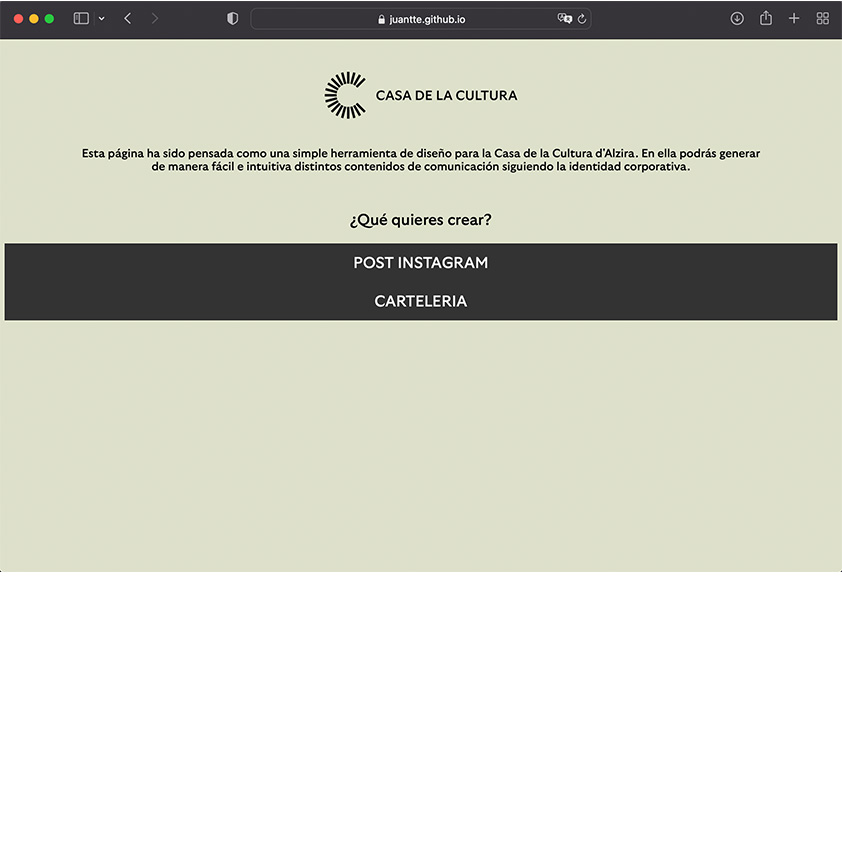 juantte.github.io
CASA DE LA CULTURA
Esta página ha sido pensada como una simple herramienta de diseño para la Casa de la Cultura d'Alzira. En ella podrás generar
de manera fácil e intuitiva distintos contenidos de comunicación siguiendo la identidad corporativa.
¿Qué quieres crear?
POST INSTAGRAM
CARTELERIA